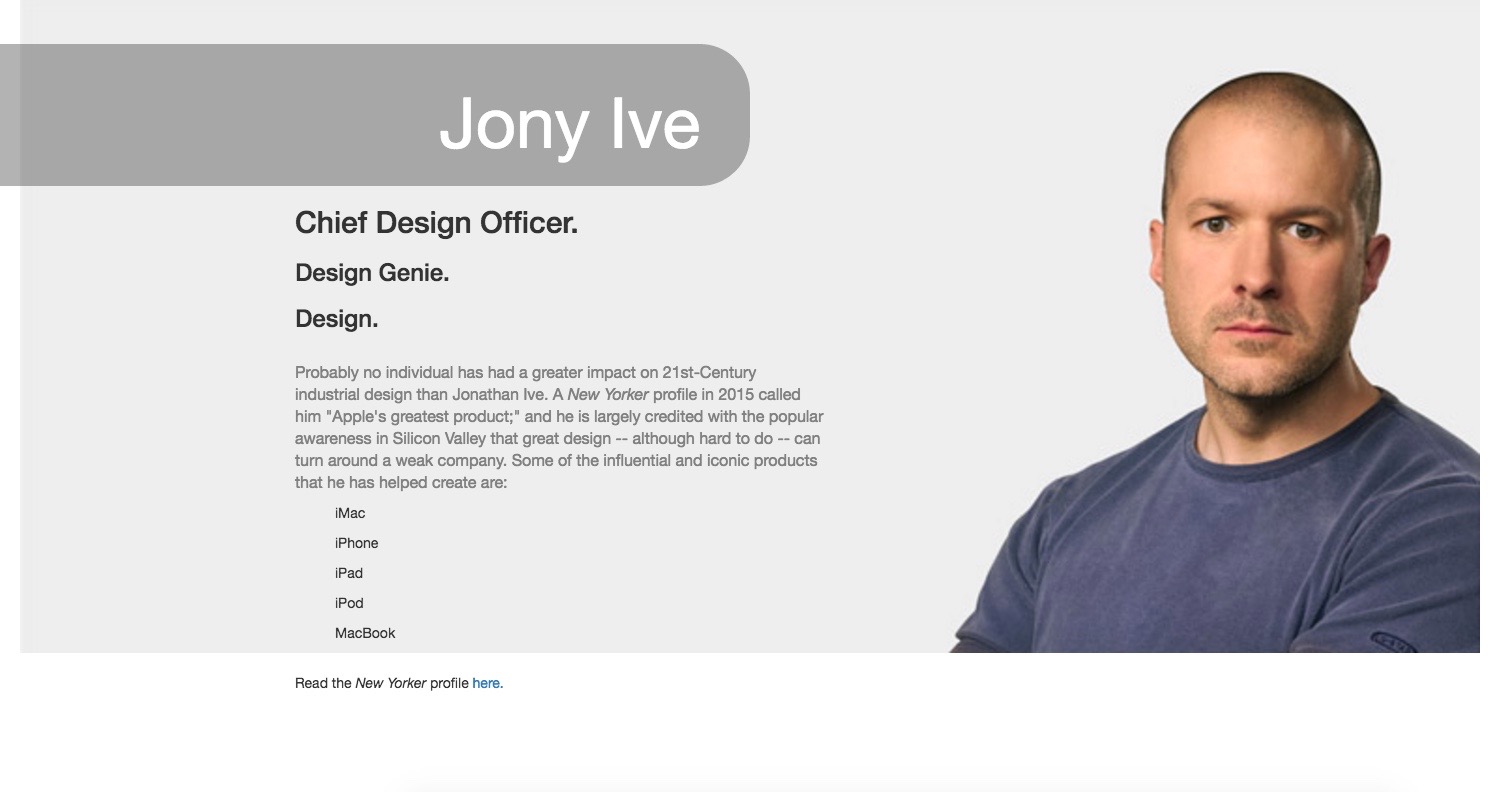 Jony Ive
Chief Design Officer.
Design Genie.
Design.
Probably no individual has had a greater impact on 21st-Century
industrial design than Jonathan Ive. A New Yorker profile in 2015 called
him "Apple's greatest product;" and he is largely credited with the popular
awareness in Silicon Valley that great design -- although hard to do -- can
turn around a weak company. Some of the influential and iconic products
that he has helped create are:
iMac
iPhone
iPad
iPod
MacBook
Read the New Yorker profile here.